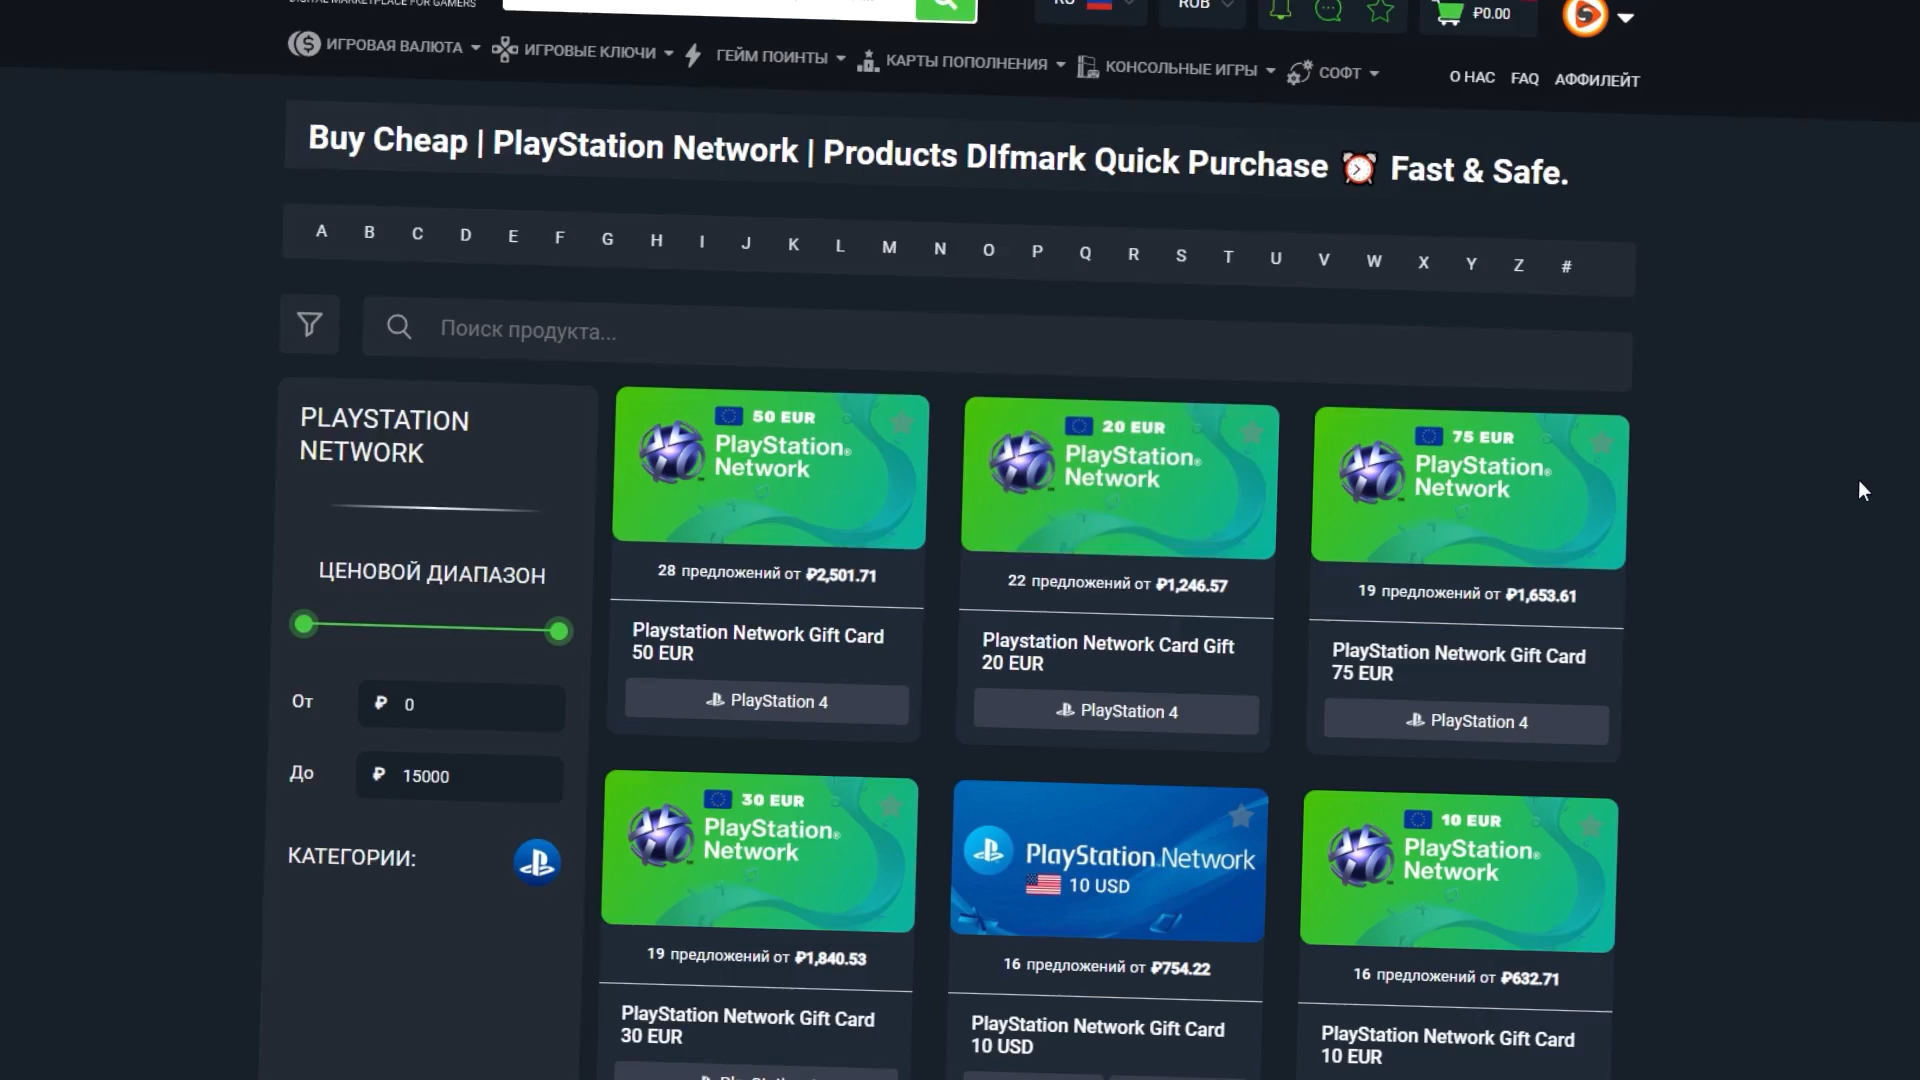 DIGITAL MARKETPLACE FOR GAMERS
RU
RUB
₽0.00
ИГРОВАЯ ВАЛЮТА
ИГРОВЫЕ КЛЮЧИ
ГЕЙМ ПОИНТЫ
КАРТЫ ПОПОЛНЕНИЯ
КОНСОЛЬНЫЕ ИГРЫ
СОФТ
О НАС
FAQ
АФФИЛЕЙТ
Buy Cheap | PlayStation Network | Products DIfmark Quick Purchase ⏰ Fast & Safe.
A B C D E F G H I J K L M N O P Q R S T U V W X Y Z #
Поиск продукта...
PLAYSTATION
NETWORK
ЦЕНОВОЙ ДИАПАЗОН
От
₽ 0
До
₽ 15000
КАТЕГОРИИ:
50 EUR
PlayStation®
Network
28 предложений от ₽2,501.71
Playstation Network Gift Card
50 EUR
PlayStation 4
20 EUR
PlayStation®
Network
22 предложений от ₽1,246.57
Playstation Network Card Gift
20 EUR
PlayStation 4
75 EUR
PlayStation®
Network
19 предложений от ₽1,653.61
PlayStation Network Gift Card
75 EUR
PlayStation 4
30 EUR
PlayStation®
Network
19 предложений от ₽1,840.53
PlayStation Network Gift Card
30 EUR
PlayStation.Network
10 USD
16 предложений от ₽754.22
PlayStation Network Gift Card
10 USD
10 EUR
PlayStation®
Network
16 предложений от ₽632.71
PlayStation Network Gift Card
10 EUR